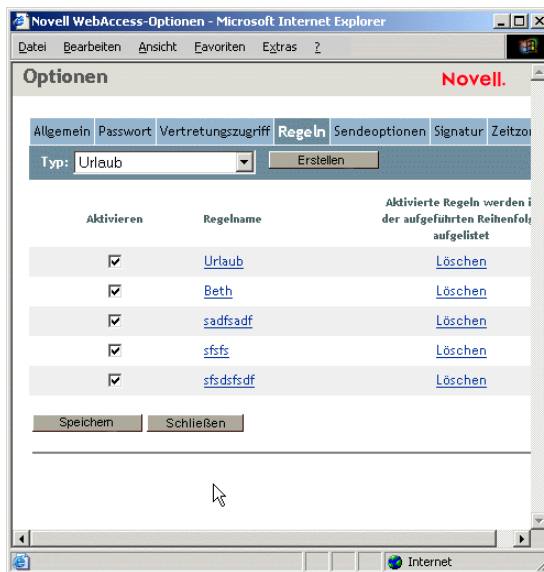 Novell WebAccess-Optionen - Microsoft Internet Explorer
Datei Bearbeiten Ansicht Favoriten Extras ?
Optionen
Novell.
Allgemein Passwort Vertretungszugriff Regeln Sendeoptionen Signatur Zeitzo
Typ: Urlaub Erstellen
Aktivieren Regelname Aktivierte Regeln werden i
der aufgeführten Reihenfolg
aufgelistet
Urlaub Löschen
Beth Löschen
sadfsadf Löschen
sfsfs Löschen
sfsdsfsdf Löschen
Speichern Schließen
Internet